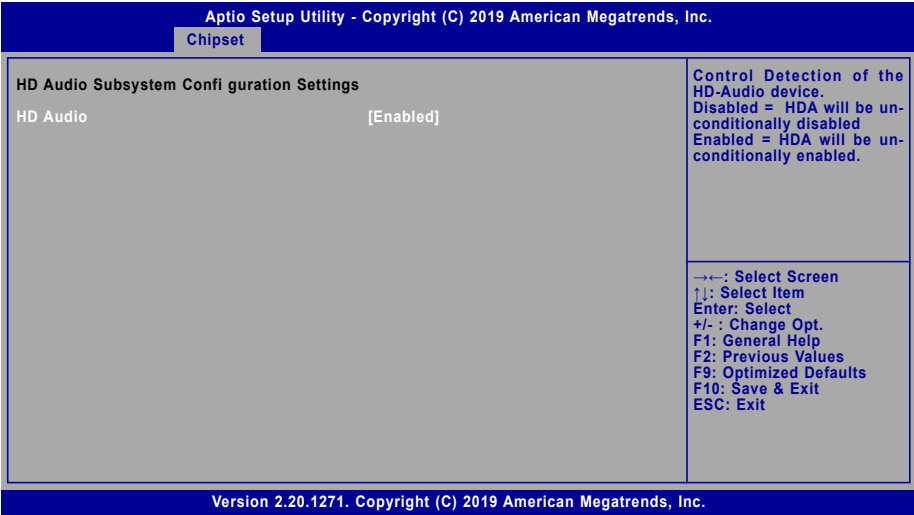 Aptio Setup Utility - Copyright (C) 2019 American Megatrends, Inc.
Chipset
HD Audio Subsystem Confi guration Settings
HD Audio [Enabled]
Control Detection of the
HD-Audio device.
Disabled = HDA will be un-
conditionally disabled
Enabled = HDA will be un-
conditionally enabled.
→←: Select Screen
↑↓: Select Item
Enter: Select
+/- : Change Opt.
F1: General Help
F2: Previous Values
F9: Optimized Defaults
F10: Save & Exit
ESC: Exit
Version 2.20.1271. Copyright (C) 2019 American Megatrends, Inc.